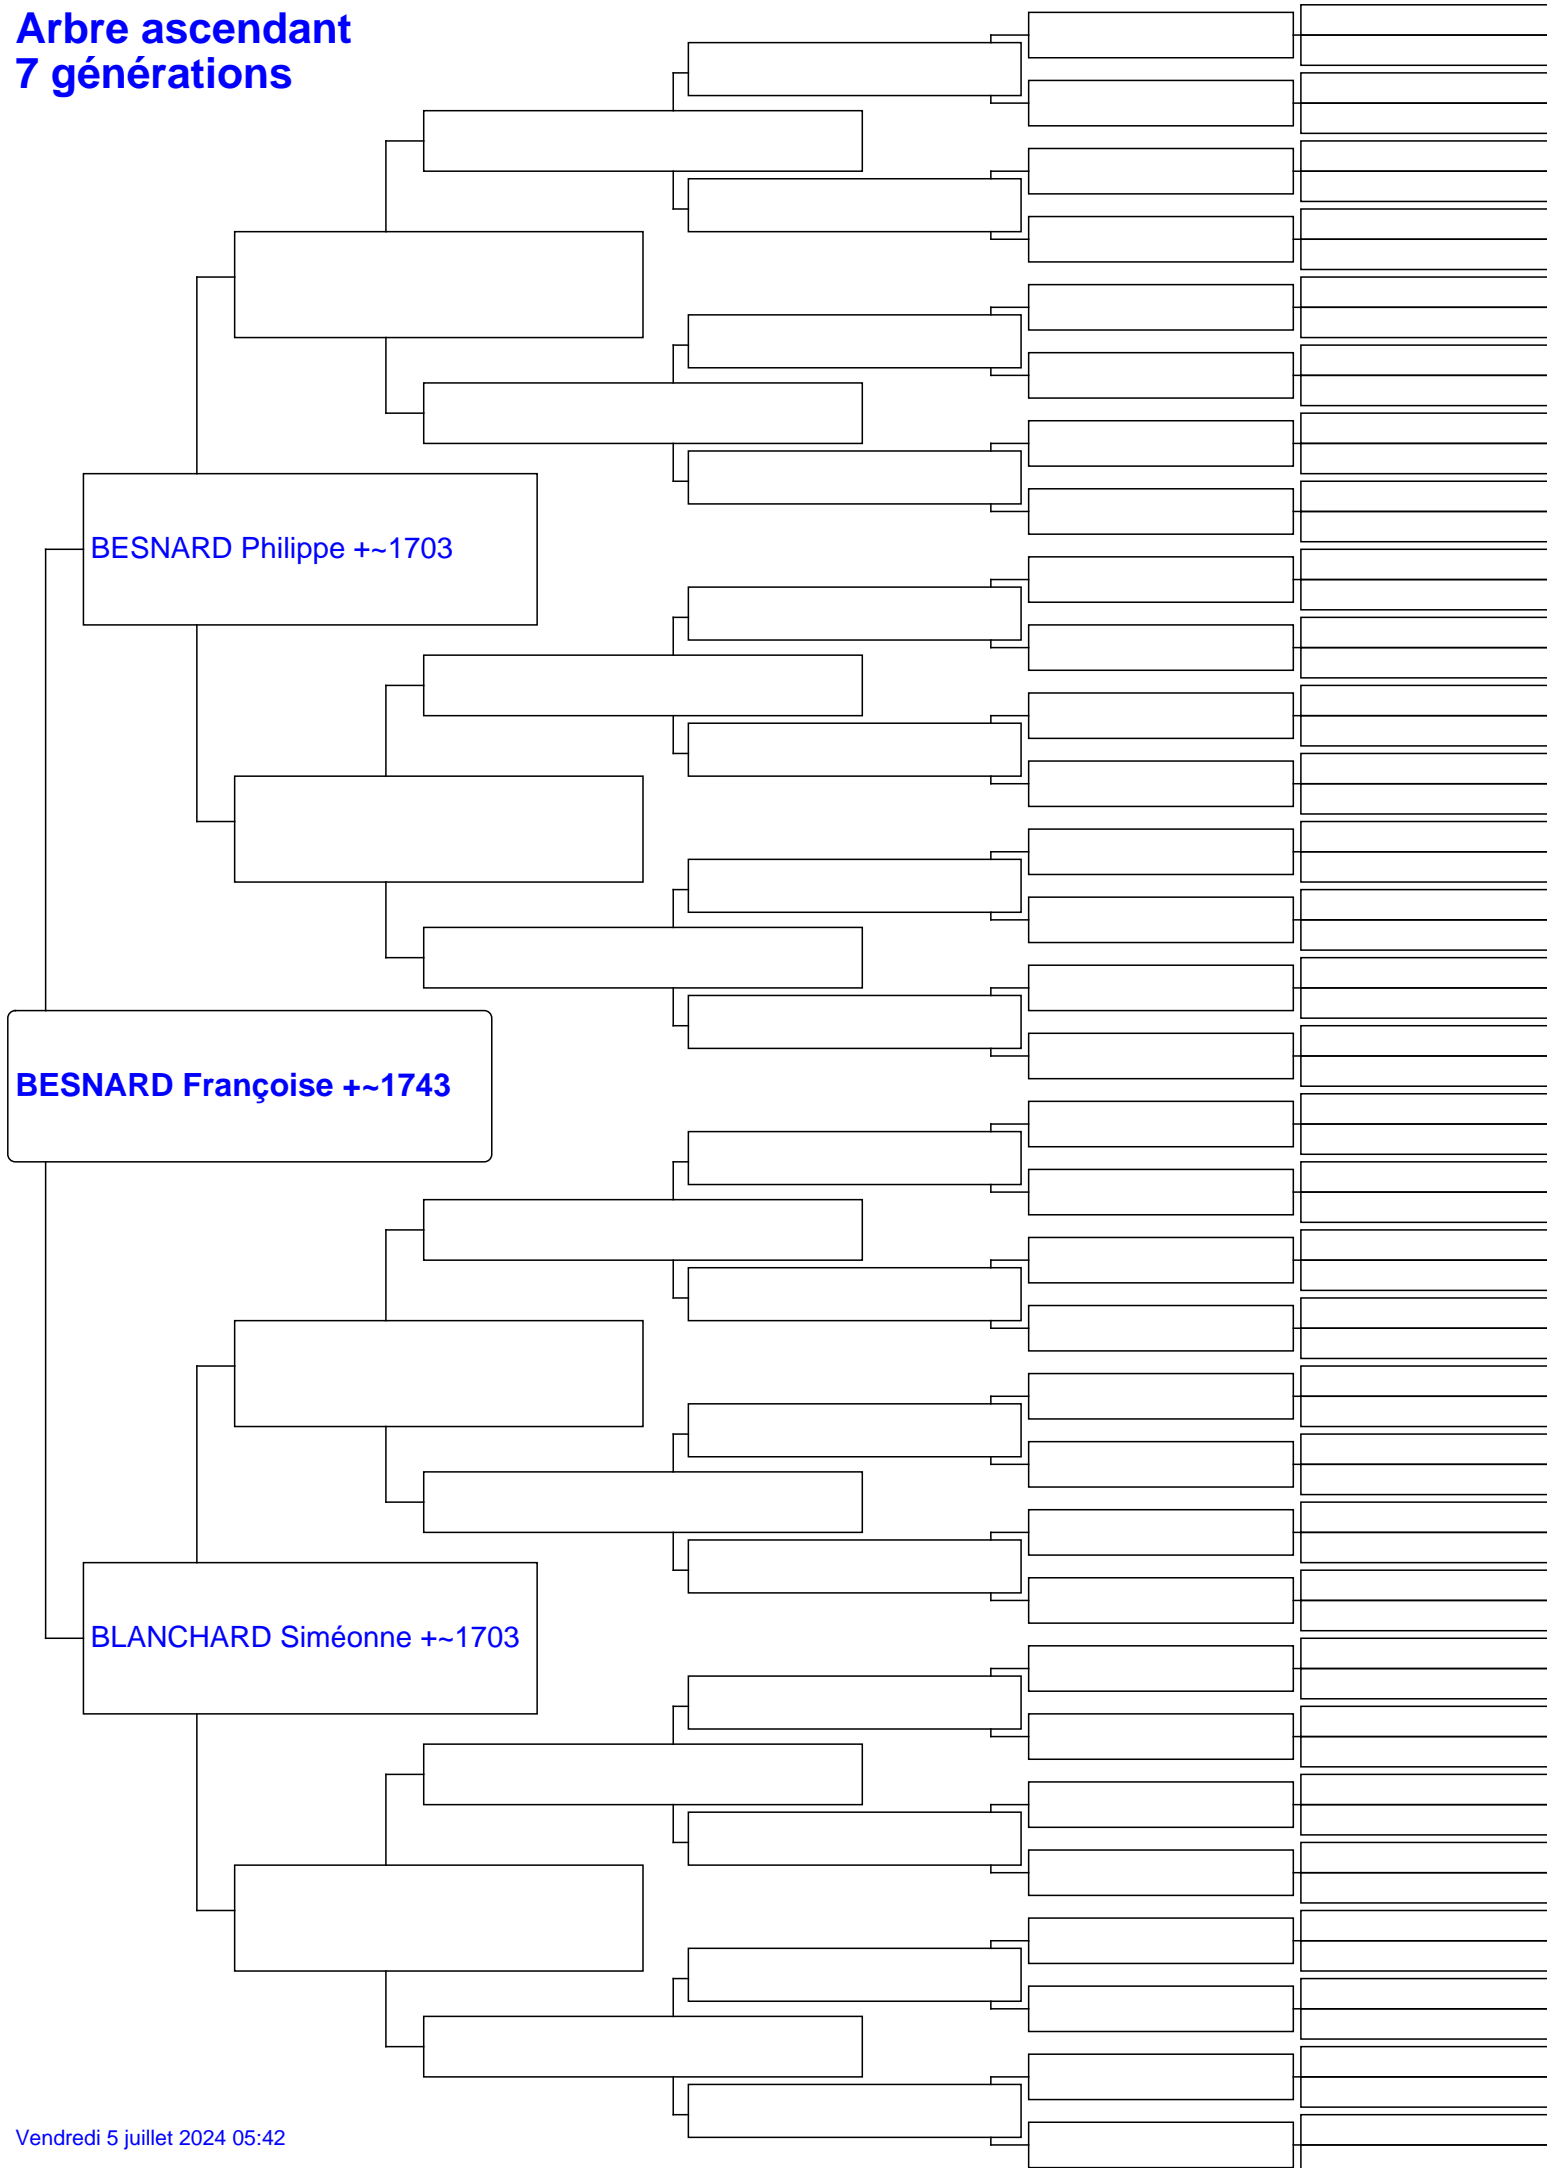 Arbre ascendant
7 générations
BESNARD Philippe +~1703
BESNARD Françoise +~1743
BLANCHARD Siméonne +~1703
Vendredi 5 juillet 2024 05:42